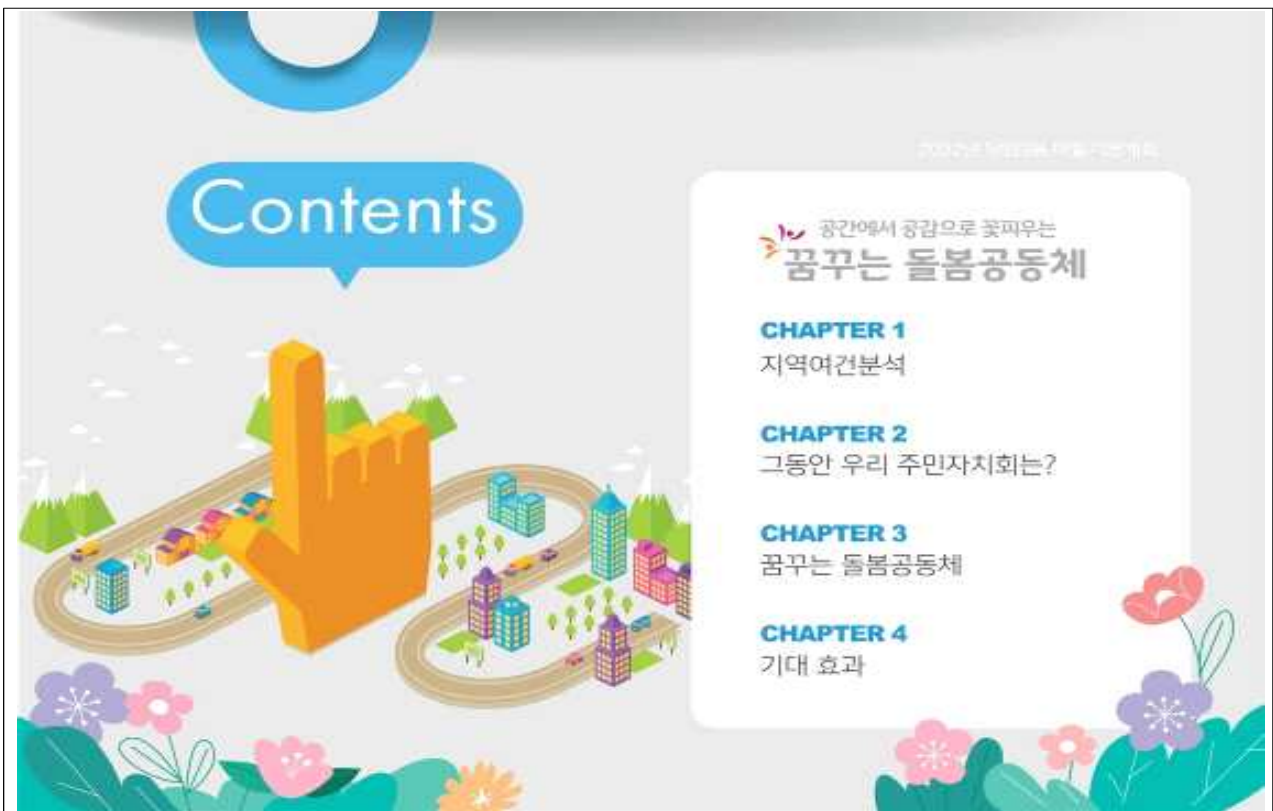 Contents
공간에서 공감으로 꽃피우는
꿈꾸는 돌봄공동체
CHAPTER 1
지역여건분석
CHAPTER 2
그동안 우리 주민자치회는?
CHAPTER 3
꿈꾸는 돌봄공동체
CHAPTER 4
기대 효과